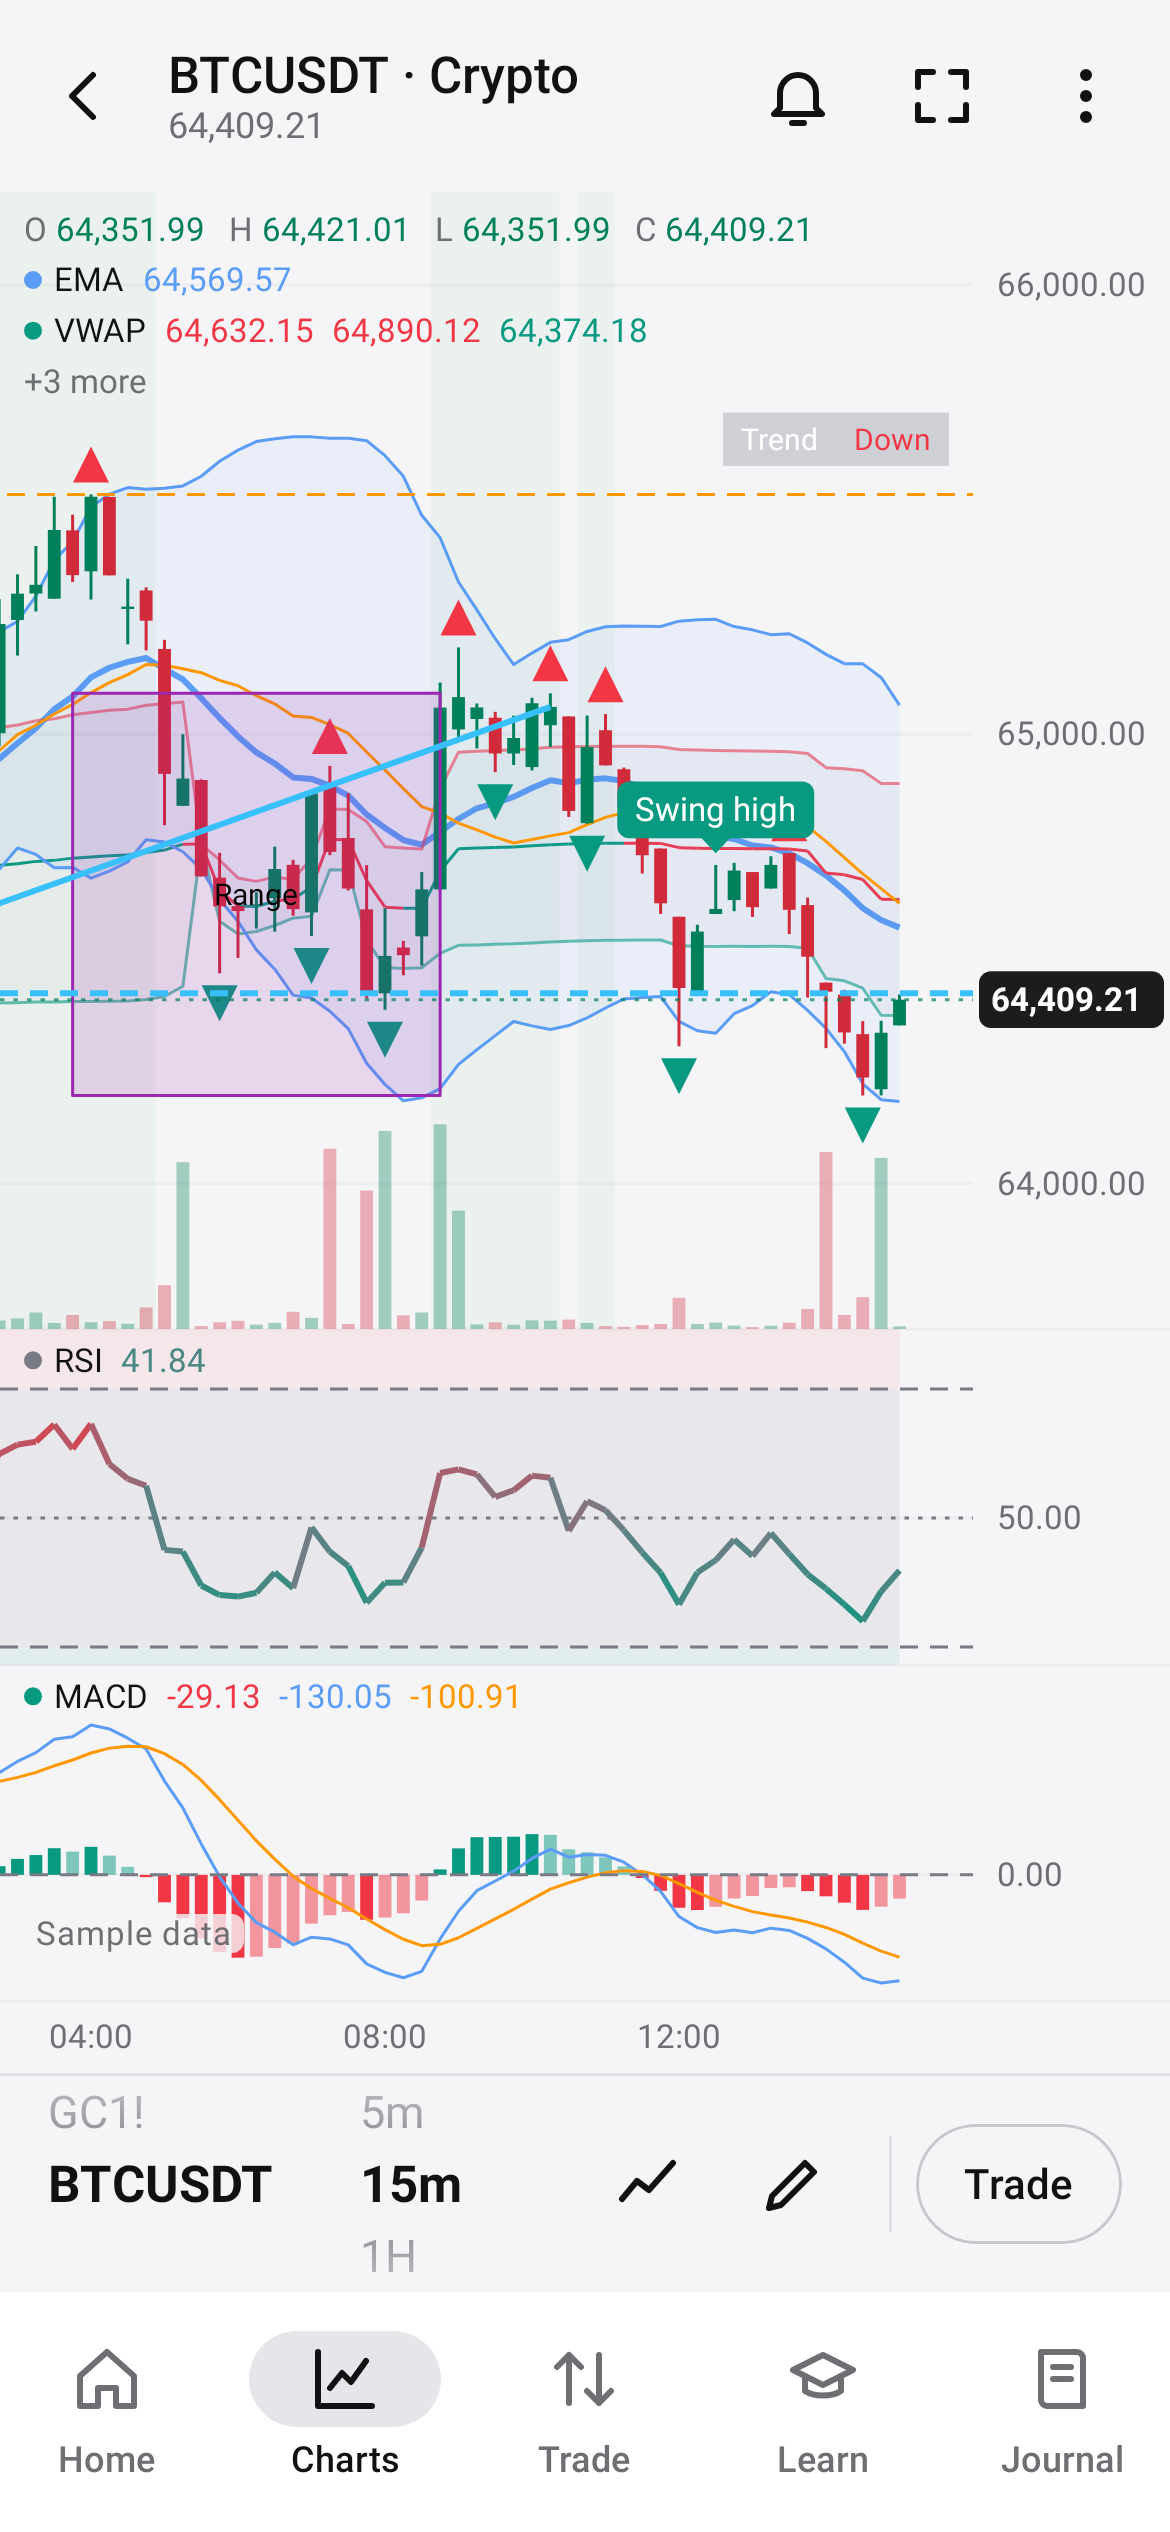 BTCUSDT · Crypto
64,409.21
O 64,351.99 H 64,421.01 L 64,351.99 C 64,409.21
EMA 64,569.57
66,000.00
VWAP 64,632.15 64,890.12 64,374.18
+3 more
Trend Down
65,000.00
Swing high
Range
64,409.21
64,000.00
RSI 41.84
50.00
MACD -29.13 -130.05 -100.91
0.00
Sample data
04:00 08:00 12:00
GC1! 5m
BTCUSDT 15m Trade
1H
Home Charts Trade Learn Journal